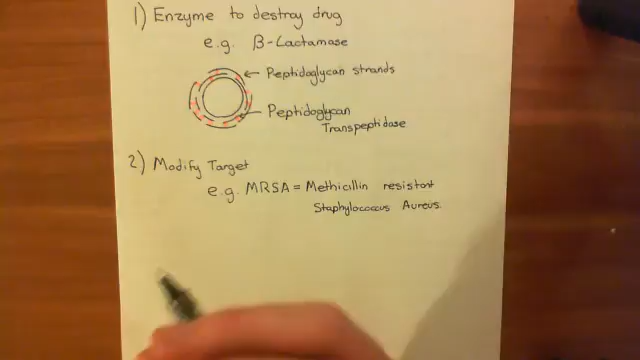 1) Enzyme to destroy drug
e.g. β-Lactamase
Peptidoglycan strands
Peptidoglycan
Transpeptidase
2) Modify Target
e.g. MRSA = Methicillin resistant
Staphylococcus Aureus.